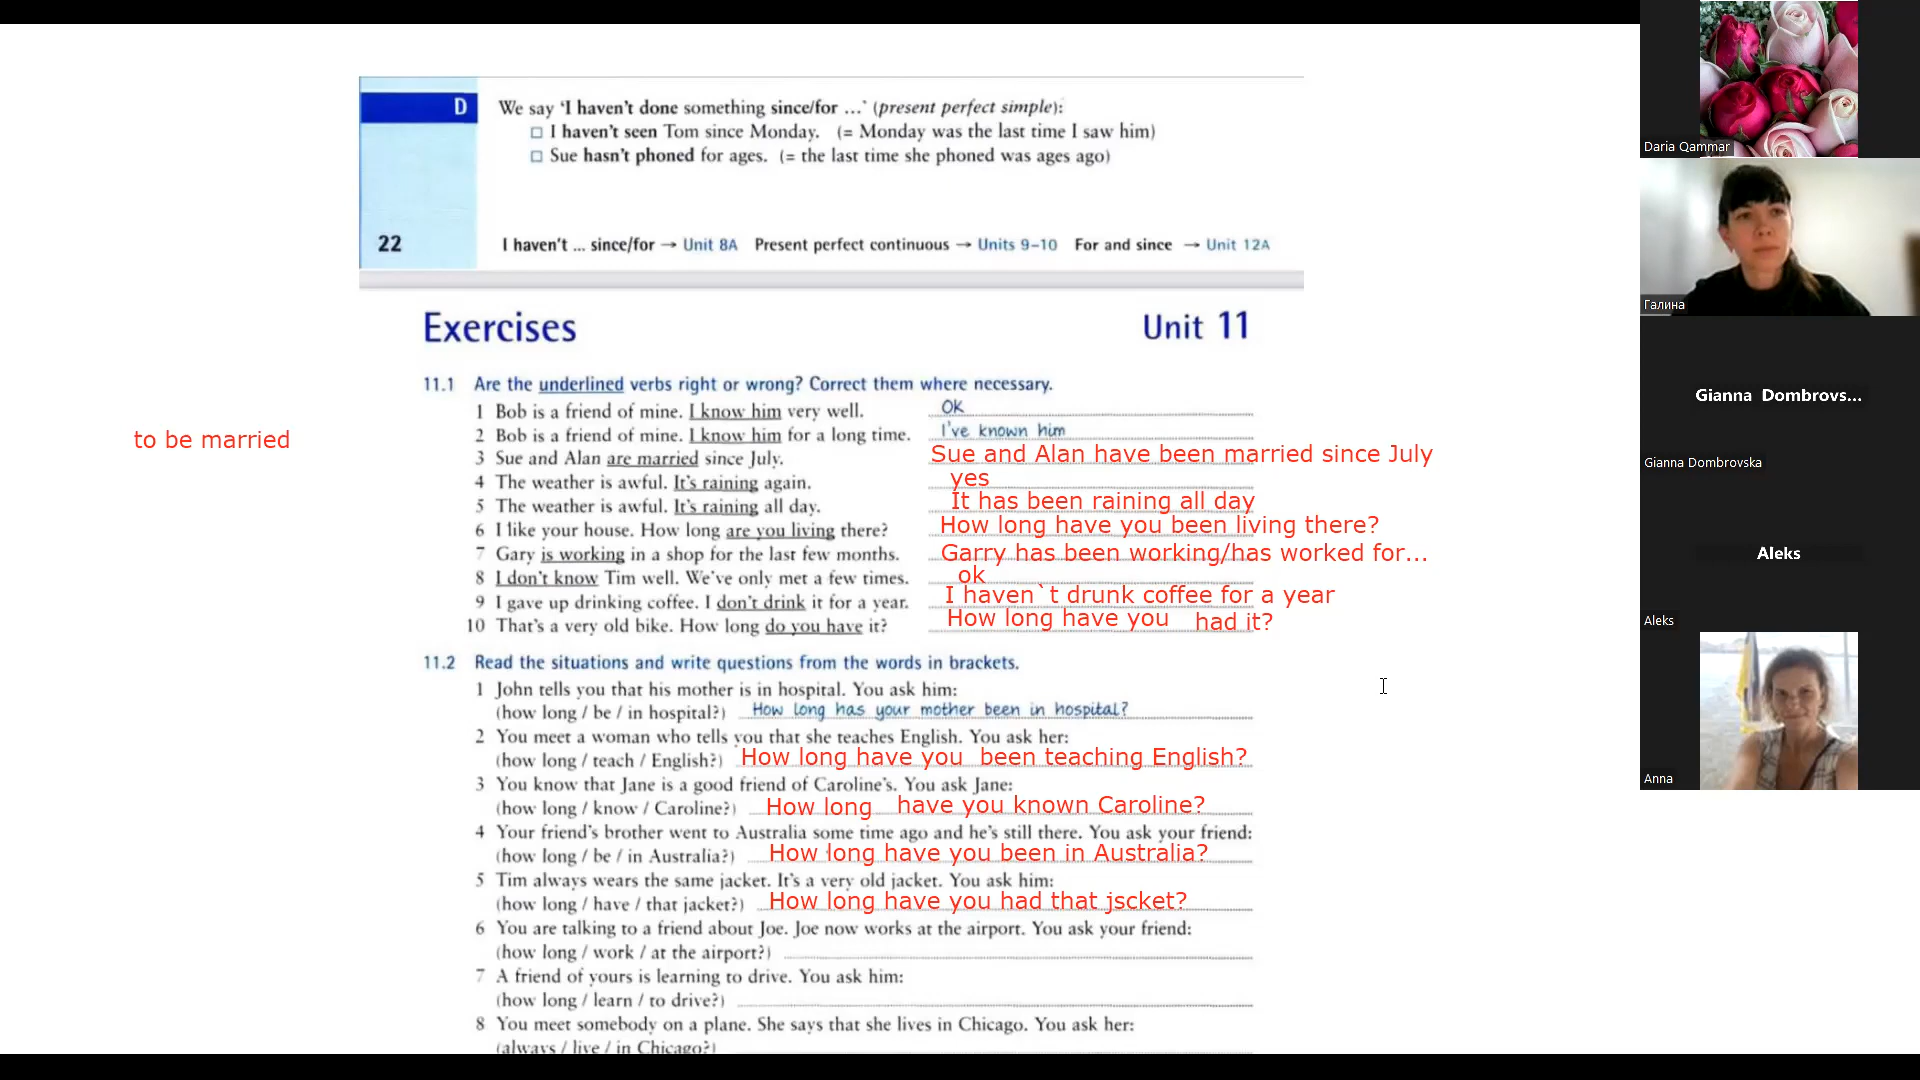 D
We say ‘I haven't done something since/for …’ (present perfect simple):
I haven't seen Tom since Monday. (= Monday was the last time I saw him)
Sue hasn't phoned for ages. (= the last time she phoned was ages ago)
22
I haven't … since/for → Unit 8A Present perfect continuous → Units 9–10 For and since → Unit 12A
Exercises Unit 11
11.1 Are the underlined verbs right or wrong? Correct them where necessary.
1 Bob is a friend of mine. I know him very well. OK
2 Bob is a friend of mine. I know him for a long time. I've known him
to be married
3 Sue and Alan are married since July. Sue and Alan have been married since July
4 The weather is awful. It's raining again. yes
5 The weather is awful. It's raining all day. It has been raining all day
6 I like your house. How long are you living there? How long have you been living there?
7 Gary is working in a shop for the last few months. Garry has been working/has worked for...
8 I don't know Tim well. We've only met a few times. ok
9 I gave up drinking coffee. I don't drink it for a year. I haven`t drunk coffee for a year
10 That's a very old bike. How long do you have it? How long have you had it?
11.2 Read the situations and write questions from the words in brackets.
1 John tells you that his mother is in hospital. You ask him:
(how long / be / in hospital?) How long has your mother been in hospital?
2 You meet a woman who tells you that she teaches English. You ask her:
(how long / teach / English?) How long have you been teaching English?
3 You know that Jane is a good friend of Caroline's. You ask Jane:
(how long / know / Caroline?) How long have you known Caroline?
4 Your friend's brother went to Australia some time ago and he's still there. You ask your friend:
(how long / be / in Australia?) How long have you been in Australia?
5 Tim always wears the same jacket. It's a very old jacket. You ask him:
(how long / have / that jacket?) How long have you had that jscket?
6 You are talking to a friend about Joe. Joe now works at the airport. You ask your friend:
(how long / work / at the airport?)
7 A friend of yours is learning to drive. You ask him:
(how long / learn / to drive?)
8 You meet somebody on a plane. She says that she lives in Chicago. You ask her:
(always / live / in Chicago?)
Daria Qammar
Галина
Gianna Dombrovs...
Gianna Dombrovska
Aleks
Aleks
Anna